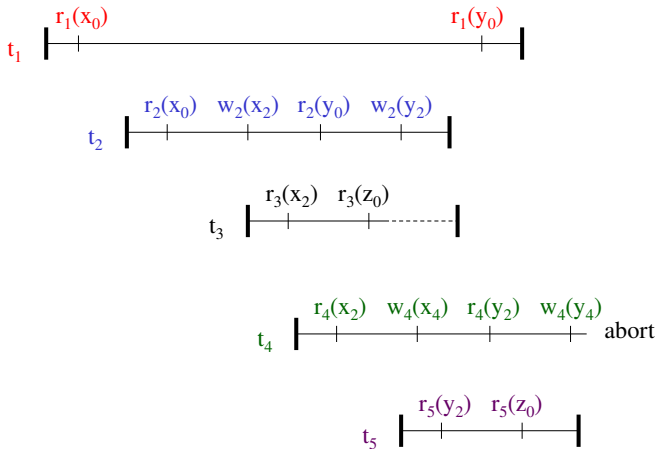 r₁(x₀) r₁(y₀)
t₁
r₂(x₀) w₂(x₂) r₂(y₀) w₂(y₂)
t₂
r₃(x₂) r₃(z₀)
t₃
r₄(x₂) w₄(x₄) r₄(y₂) w₄(y₄)
t₄ abort
r₅(y₂) r₅(z₀)
t₅